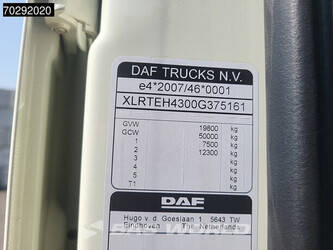 70292020
DAF TRUCKS N.V.
e4*2007/46*0001
XLRTEH4300G375161
GVW 19800 kg
GCW 50000 kg
1 7500 kg
2 12300 kg
3 kg
4 kg
5 kg
T1 kg
DAF
Hugo v. d. Goeslaan 1 5643 TW
Eindhoven The Netherlands